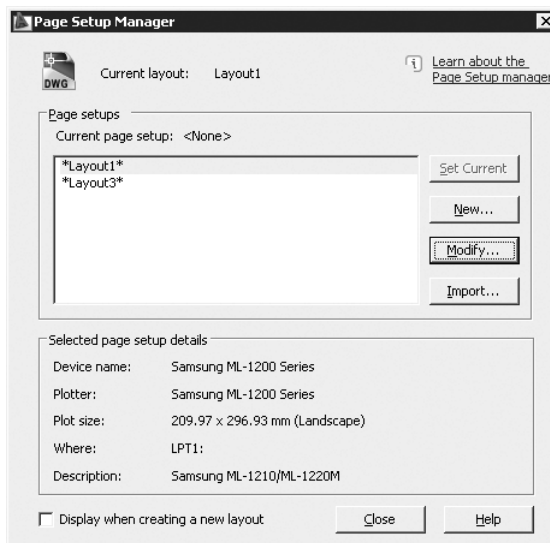 Page Setup Manager
DWG
Current layout: Layout1
Learn about the
Page Setup manager
Page setups
Current page setup: <None>
*Layout1*
*Layout3*
Set Current
New...
Modify...
Import...
Selected page setup details
Device name: Samsung ML-1200 Series
Plotter: Samsung ML-1200 Series
Plot size: 209.97 x 296.93 mm (Landscape)
Where: LPT1:
Description: Samsung ML-1210/ML-1220M
Display when creating a new layout
Close
Help